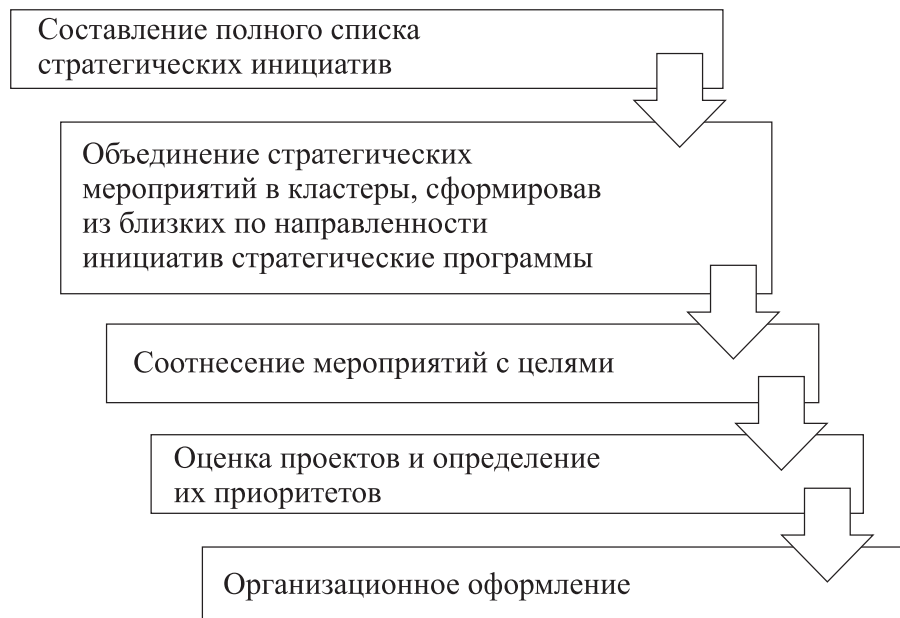 Составление полного списка
стратегических инициатив
Объединение стратегических
мероприятий в кластеры, сформировав
из близких по направленности
инициатив стратегические программы
Соотнесение мероприятий с целями
Оценка проектов и определение
их приоритетов
Организационное оформление